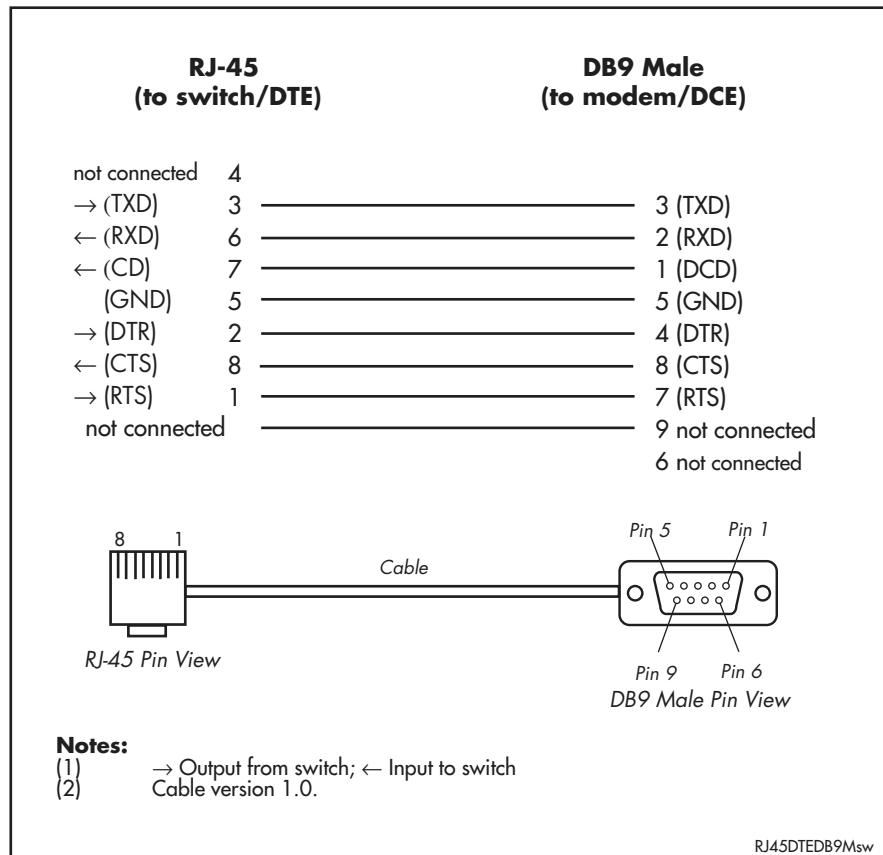 RJ-45 DB9 Male
(to switch/DTE) (to modem/DCE)
not connected 4
→ (TXD) 3 3 (TXD)
← (RXD) 6 2 (RXD)
← (CD) 7 1 (DCD)
(GND) 5 5 (GND)
→ (DTR) 2 4 (DTR)
← (CTS) 8 8 (CTS)
→ (RTS) 1 7 (RTS)
not connected 9 not connected
6 not connected
8 1 Pin 5 Pin 1
Cable
RJ-45 Pin View
Pin 9 Pin 6
DB9 Male Pin View
Notes:
(1) → Output from switch; ← Input to switch
(2) Cable version 1.0.
RJ45DTEDB9Msw